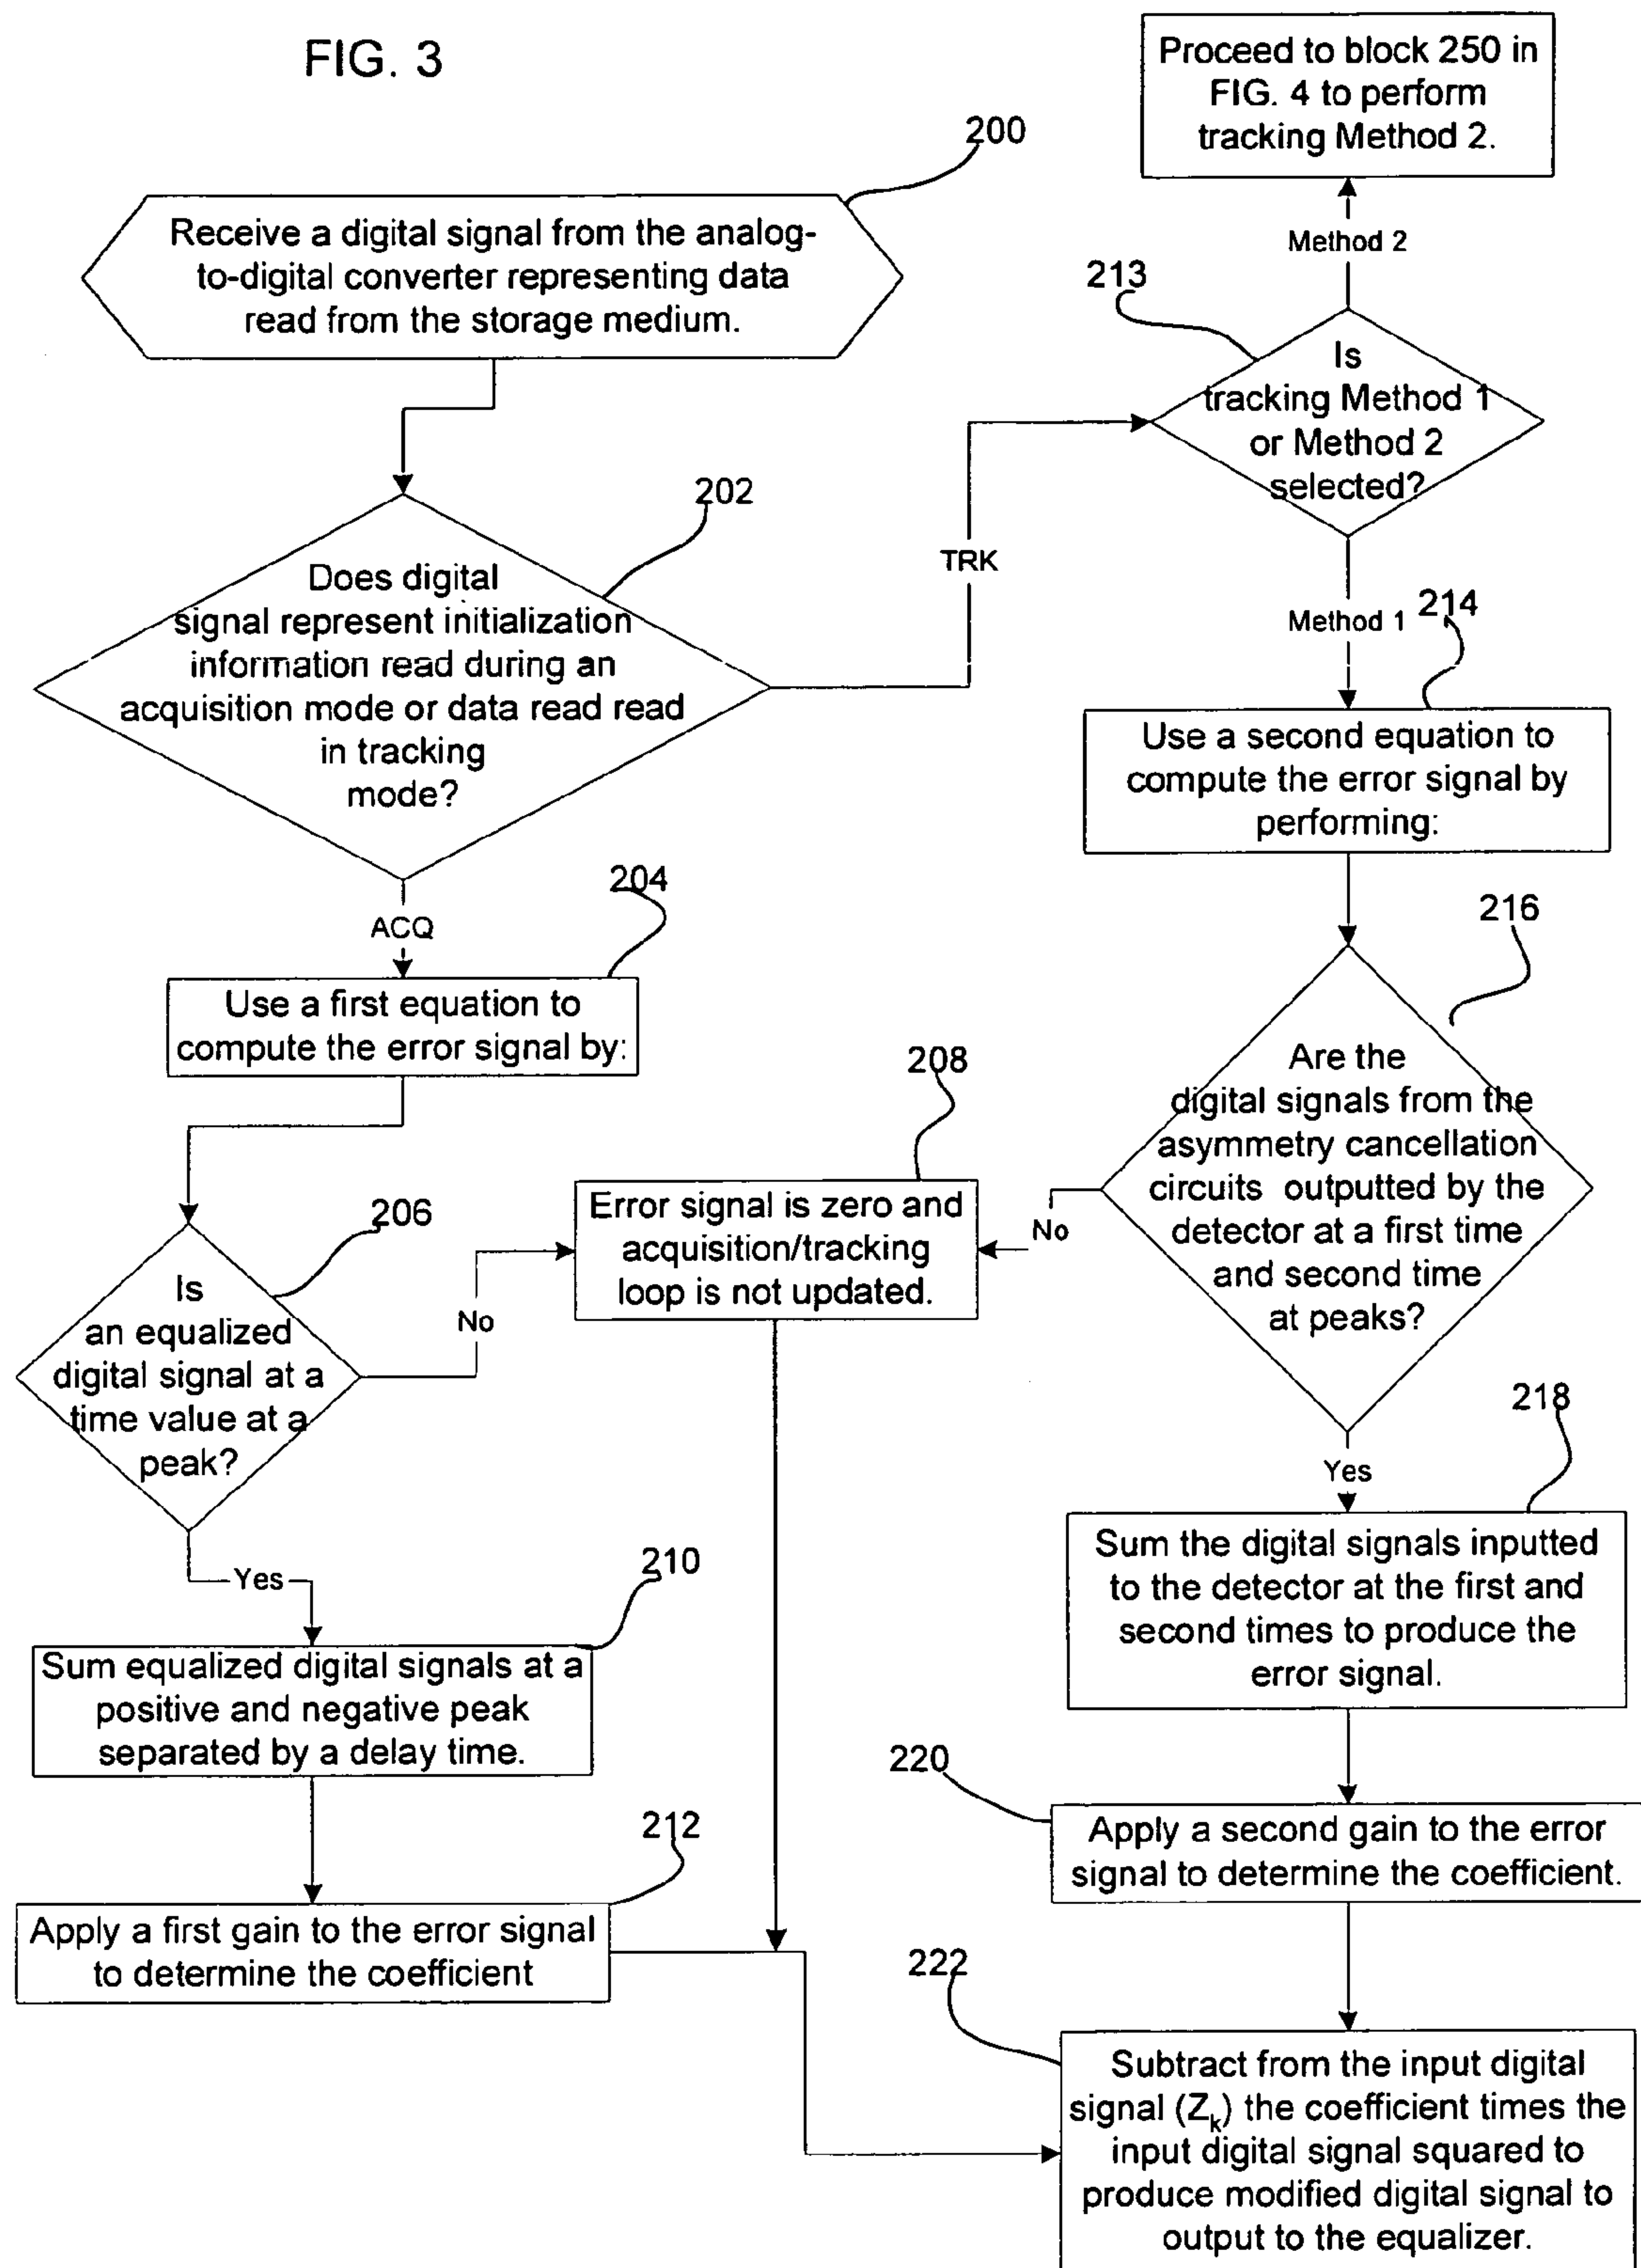 FIG. 3
200
Receive a digital signal from the analog-
to-digital converter representing data
read from the storage medium.
202
Does digital
signal represent initialization
information read during an
acquisition mode or data read read
in tracking
mode?
TRK
ACQ
204
Use a first equation to
compute the error signal by:
206
Is
an equalized
digital signal at a
time value at a
peak?
No
208
Error signal is zero and
acquisition/tracking
loop is not updated.
Yes
210
Sum equalized digital signals at a
positive and negative peak
separated by a delay time.
212
Apply a first gain to the error signal
to determine the coefficient
Proceed to block 250 in
FIG. 4 to perform
tracking Method 2.
Method 2
213
Is
tracking Method 1
or Method 2
selected?
Method 1
214
Use a second equation to
compute the error signal by
performing:
216
Are the
digital signals from the
asymmetry cancellation
circuits outputted by the
detector at a first time
and second time
at peaks?
No
Yes
218
Sum the digital signals inputted
to the detector at the first and
second times to produce the
error signal.
220
Apply a second gain to the error
signal to determine the coefficient.
222
Subtract from the input digital
signal (Zk) the coefficient times the
input digital signal squared to
produce modified digital signal to
output to the equalizer.